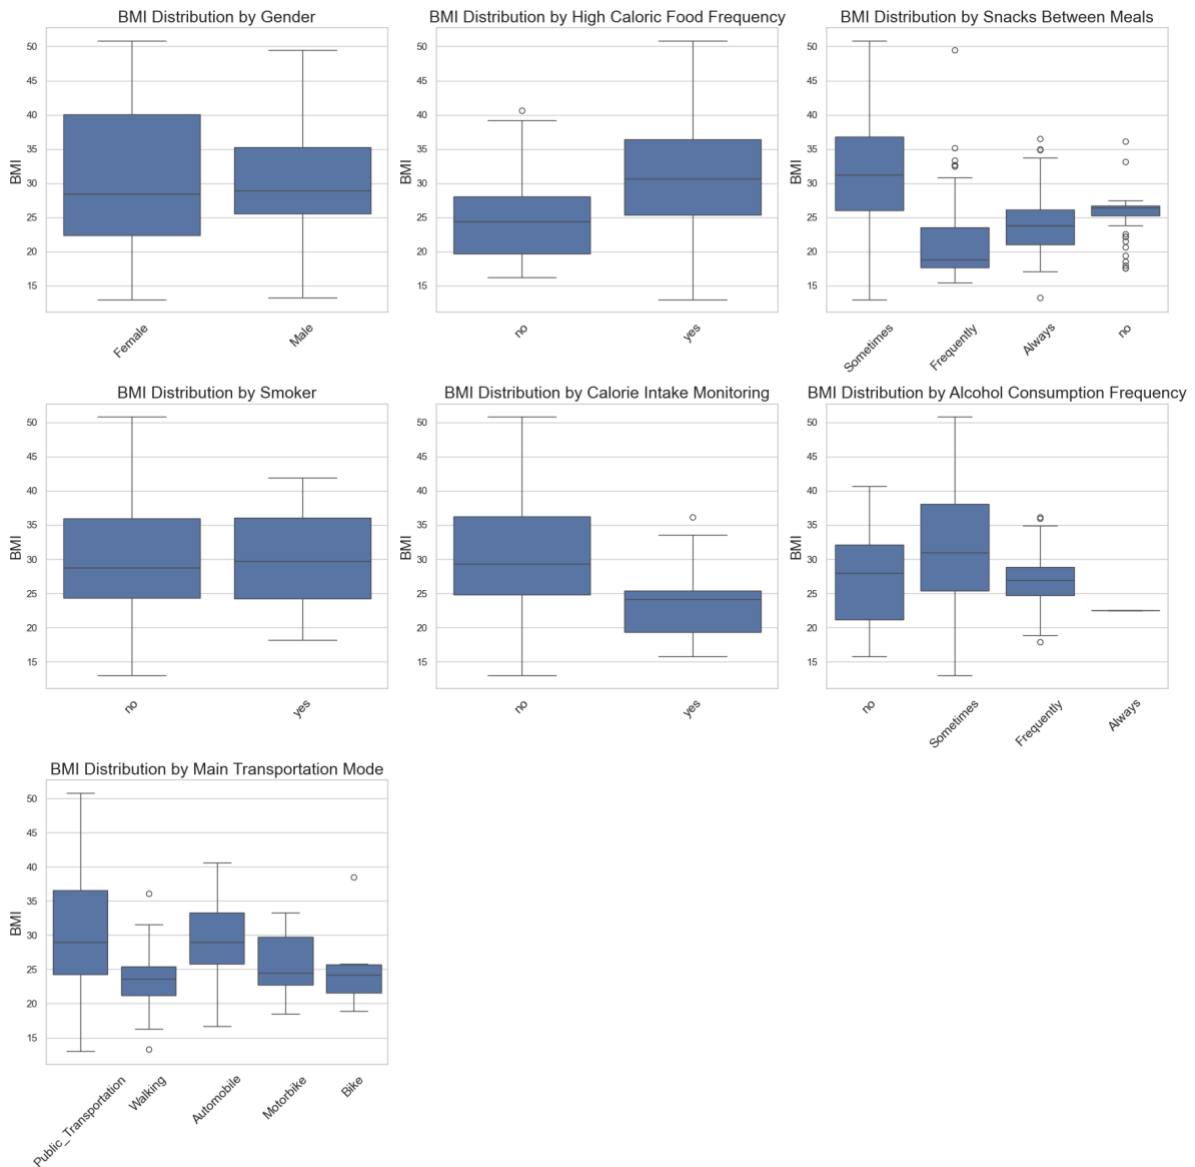 BMI Distribution by Gender
BMI
50
45
40
35
30
25
20
15
Female
Male
BMI Distribution by High Caloric Food Frequency
BMI
50
45
40
35
30
25
20
15
no
yes
BMI Distribution by Snacks Between Meals
BMI
50
45
40
35
30
25
20
15
Sometimes
Frequently
Always
no
BMI Distribution by Smoker
BMI
50
45
40
35
30
25
20
15
no
yes
BMI Distribution by Calorie Intake Monitoring
BMI
50
45
40
35
30
25
20
15
no
yes
BMI Distribution by Alcohol Consumption Frequency
BMI
50
45
40
35
30
25
20
15
no
Sometimes
Frequently
Always
BMI Distribution by Main Transportation Mode
BMI
50
45
40
35
30
25
20
15
Public_Transportation
Walking
Automobile
Motorbike
Bike